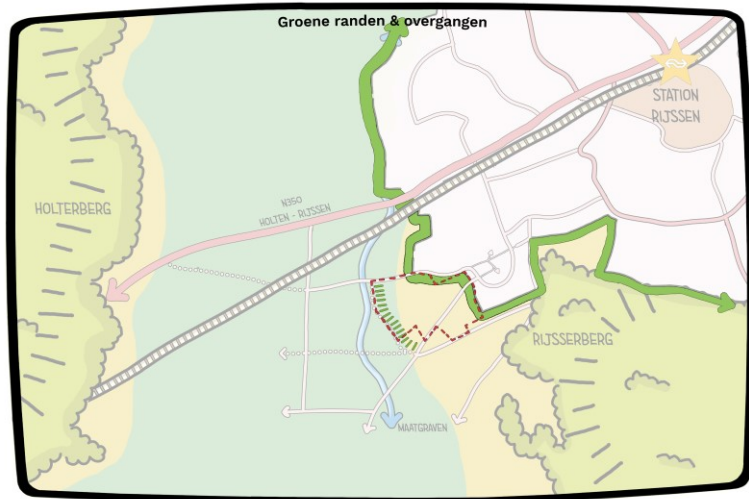 Groene randen & overgangen
STATION
RIJSSEN
HOLTERBERG
N350
HOLTEN - RIJSSEN
RIJSSERBERG
MAATGRAVEN